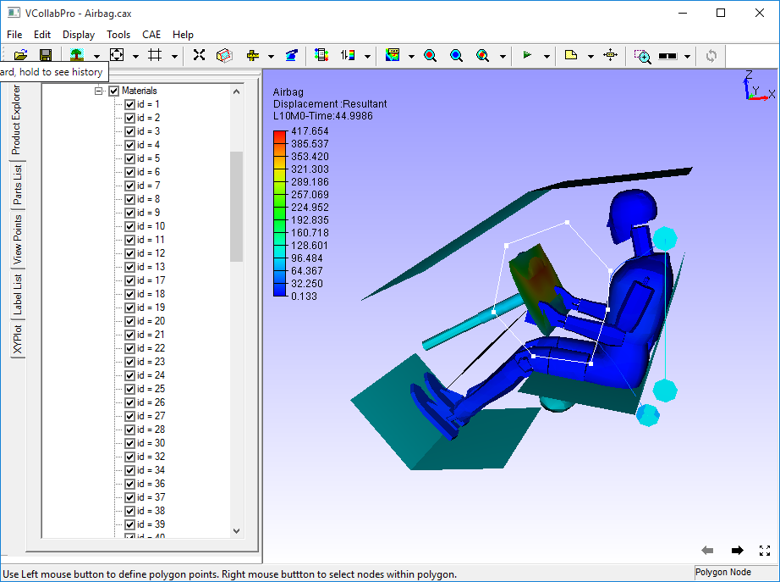 VCollabPro - Airbag.cax
File Edit Display Tools CAE Help
ard, hold to see history
Product Explorer
Parts List
View Points
Label List
XYPlot
Materials
id = 1
id = 2
id = 3
id = 4
id = 5
id = 6
id = 7
id = 8
id = 9
id = 10
id = 11
id = 12
id = 13
id = 17
id = 18
id = 19
id = 20
id = 21
id = 22
id = 23
id = 24
id = 25
id = 26
id = 27
id = 28
id = 30
id = 32
id = 34
id = 36
id = 37
id = 38
id = 39
id = 40
Airbag
Displacement :Resultant
L10M0-Time:44.9986
417.654
385.537
353.420
321.303
289.186
257.069
224.952
192.835
160.718
128.601
96.484
64.367
32.250
0.133
Z
Y
X
Use Left mouse button to define polygon points. Right mouse buttton to select nodes within polygon.
Polygon Node